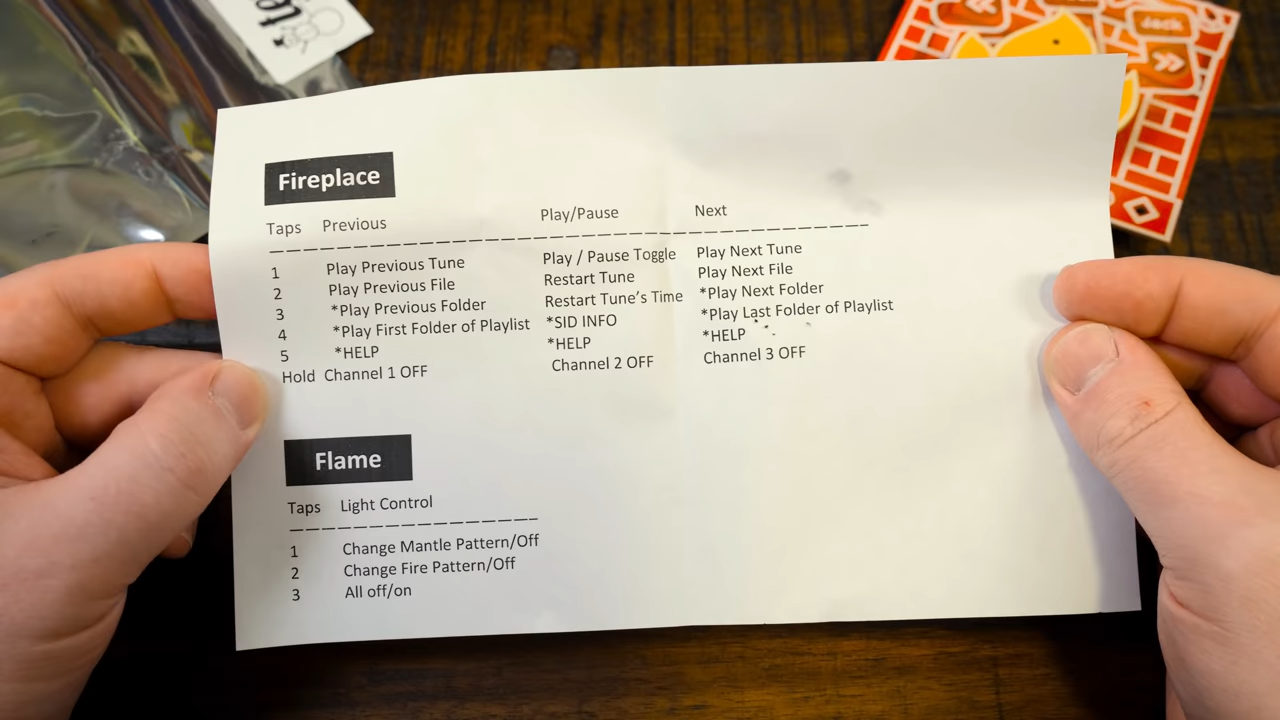 Jack
Fireplace
Taps Previous Play/Pause Next
1 Play Previous Tune Play / Pause Toggle Play Next Tune
2 Play Previous File Restart Tune Play Next File
3 *Play Previous Folder Restart Tune's Time *Play Next Folder
4 *Play First Folder of Playlist *SID INFO *Play Last Folder of Playlist
5 *HELP *HELP *HELP
Hold Channel 1 OFF Channel 2 OFF Channel 3 OFF
Flame
Taps Light Control
1 Change Mantle Pattern/Off
2 Change Fire Pattern/Off
3 All off/on